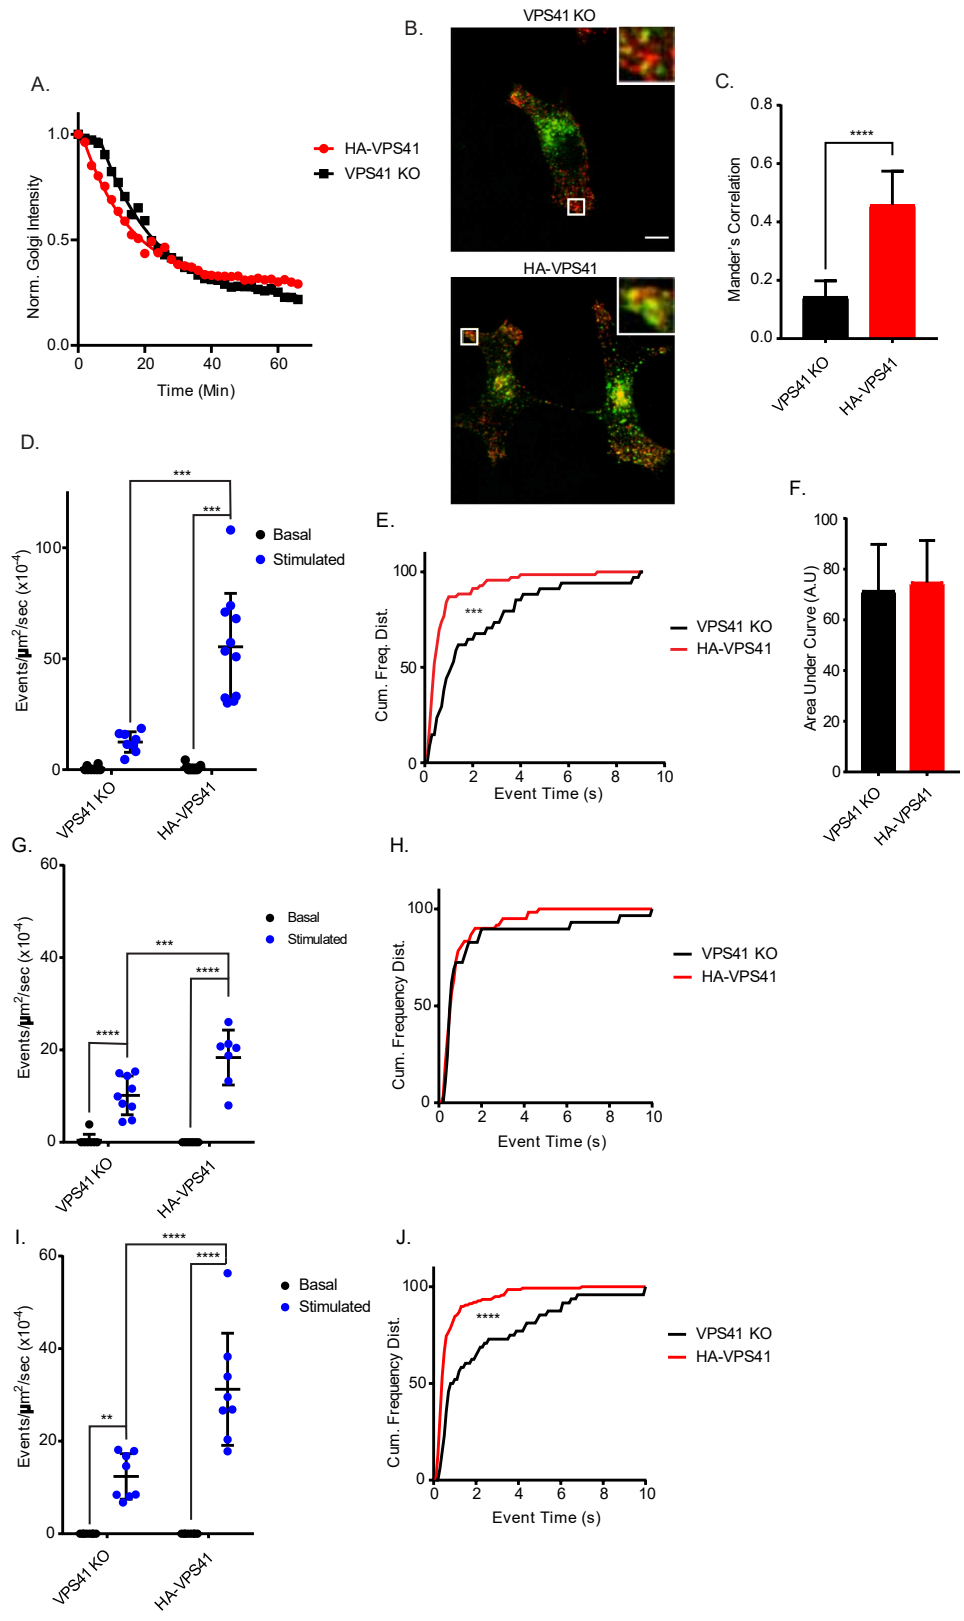 A.
1.0
0.5
0.0
0
20
40
60
Norm. Golgi Intensity
Time (Min)
HA-VPS41
VPS41 KO
B.
VPS41 KO
HA-VPS41
C.
****
0.8
0.6
0.4
0.2
0.0
Mander's Correlation
VPS41 KO
HA-VPS41
D.
***
***
100
50
0
Events/µm²/sec (x10⁻⁴)
Basal
Stimulated
VPS41 KO
HA-VPS41
E.
100
50
0
Cum. Freq. Dist.
***
0
2
4
6
8
10
Event Time (s)
VPS41 KO
HA-VPS41
F.
100
80
60
40
20
0
Area Under Curve (A.U)
VPS41 KO
HA-VPS41
G.
60
40
20
0
Events/µm²/sec (x10⁻⁴)
***
****
****
Basal
Stimulated
VPS41 KO
HA-VPS41
H.
100
50
0
Cum. Frequency Dist.
0
2
4
6
8
10
Event Time (s)
VPS41 KO
HA-VPS41
I.
60
40
20
0
Events/µm²/sec (x10⁻⁴)
****
****
**
Basal
Stimulated
VPS41 KO
HA-VPS41
J.
100
50
0
Cum. Frequency Dist.
****
0
2
4
6
8
10
Event Time (s)
VPS41 KO
HA-VPS41